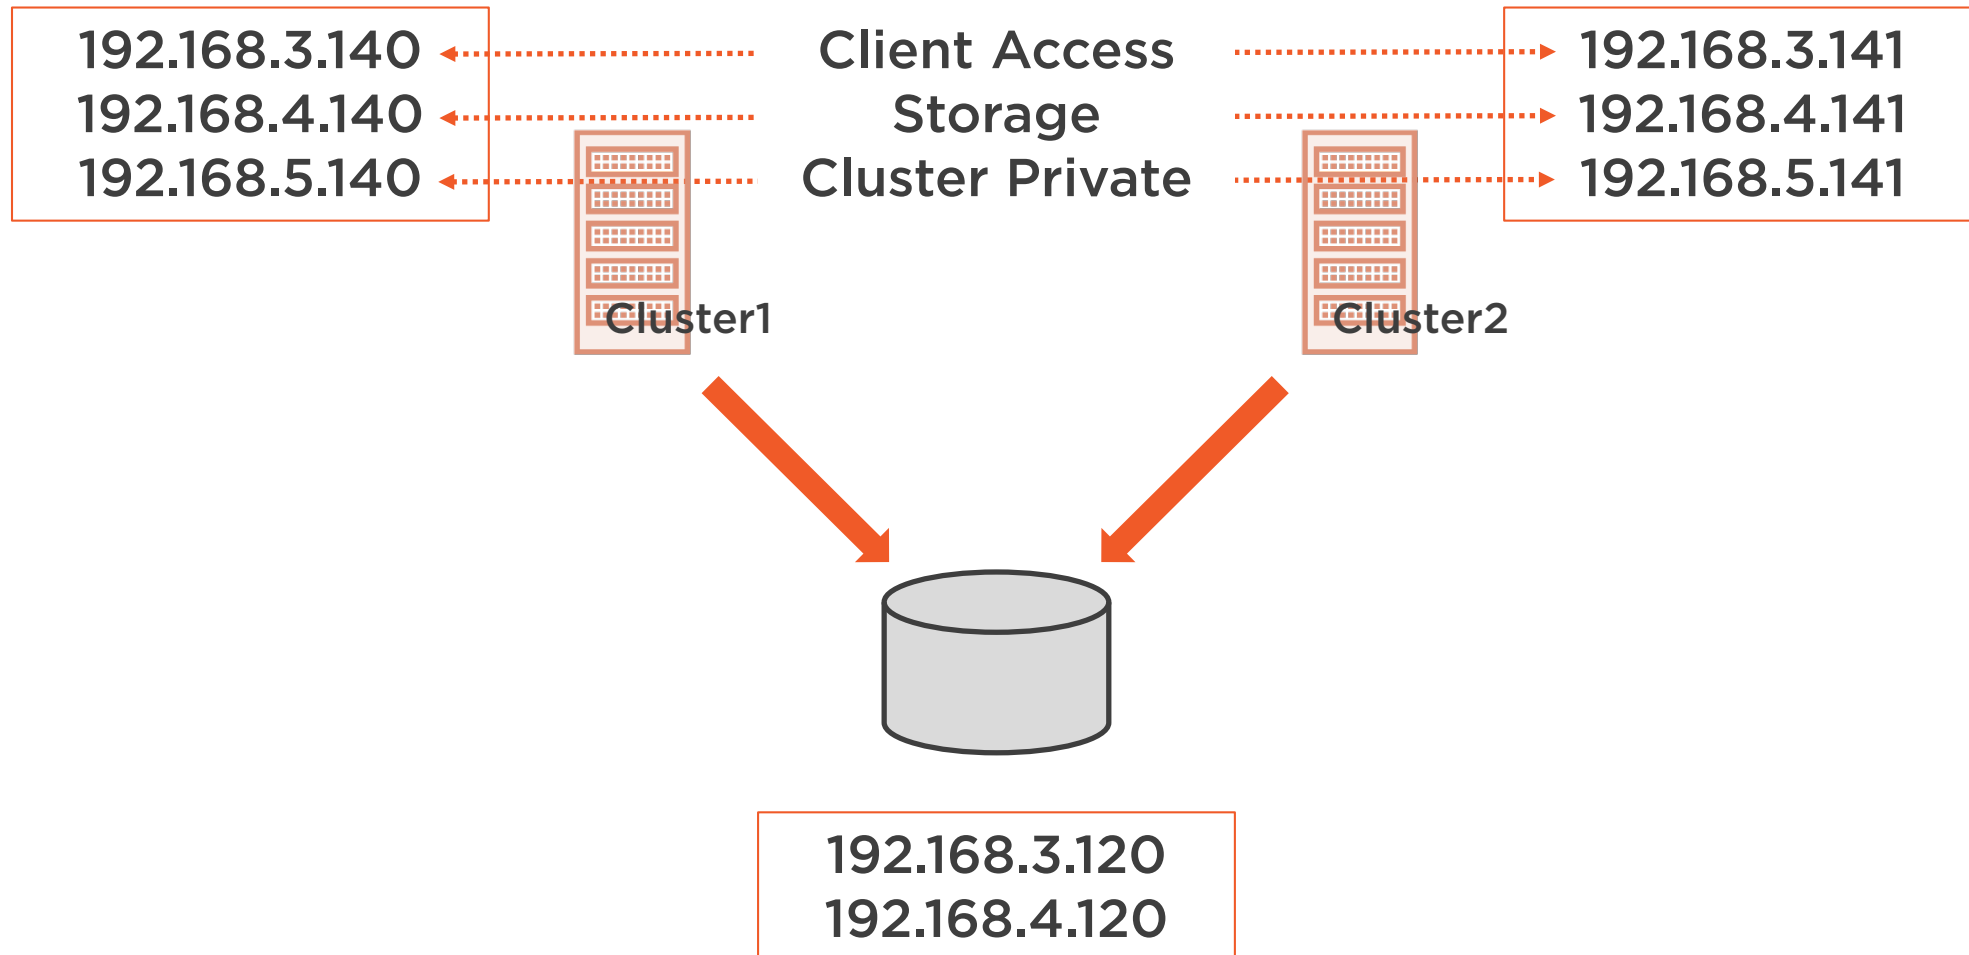 192.168.3.140 Client Access 192.168.3.141
192.168.4.140 Storage 192.168.4.141
192.168.5.140 Cluster Private 192.168.5.141
Cluster1 Cluster2
192.168.3.120
192.168.4.120